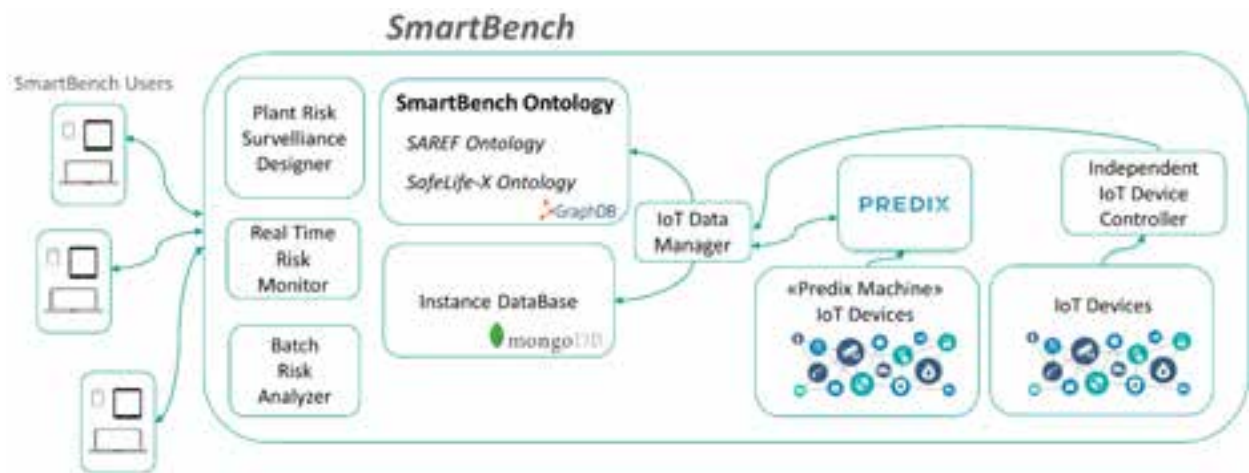 SmartBench
SmartBench Users
Plant Risk
Survelliance
Designer
Real Time
Risk
Monitor
Batch
Risk
Analyzer
SmartBench Ontology
SAREF Ontology
SafeLife-X Ontology
GraphDB
Instance DataBase
mongoDB
IoT Data
Manager
PREDIX
«Predix Machine»
IoT Devices
Independent
IoT Device
Controller
IoT Devices